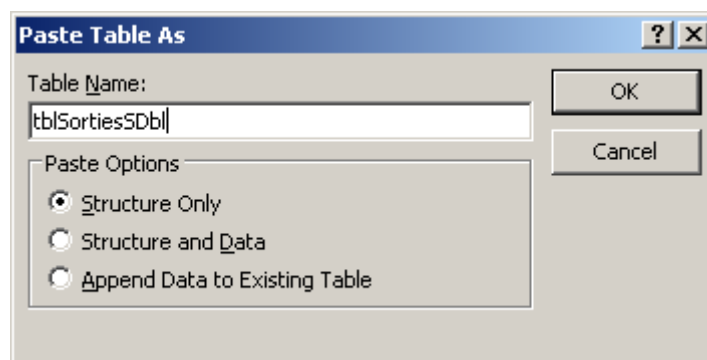 Paste Table As
Table Name:
tblSortiesSDbl
OK
Cancel
Paste Options
Structure Only
Structure and Data
Append Data to Existing Table